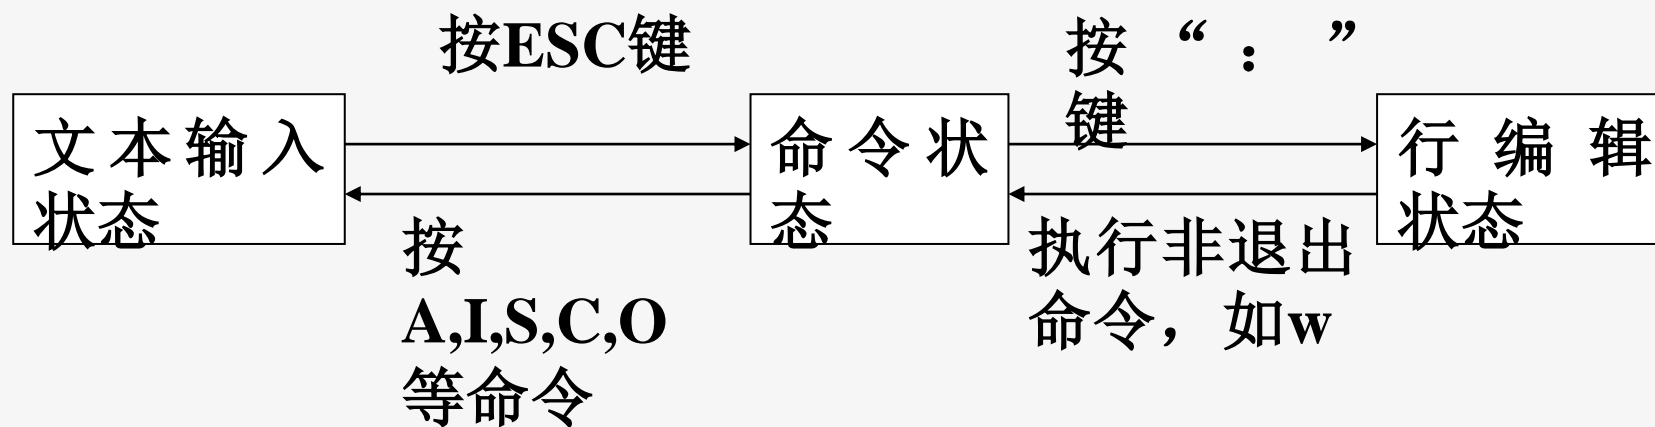 按ESC键
按“：”
键
文本输入
状态
命令状
态
行编辑
状态
按
A,I,S,C,O
等命令
执行非退出
命令，如w